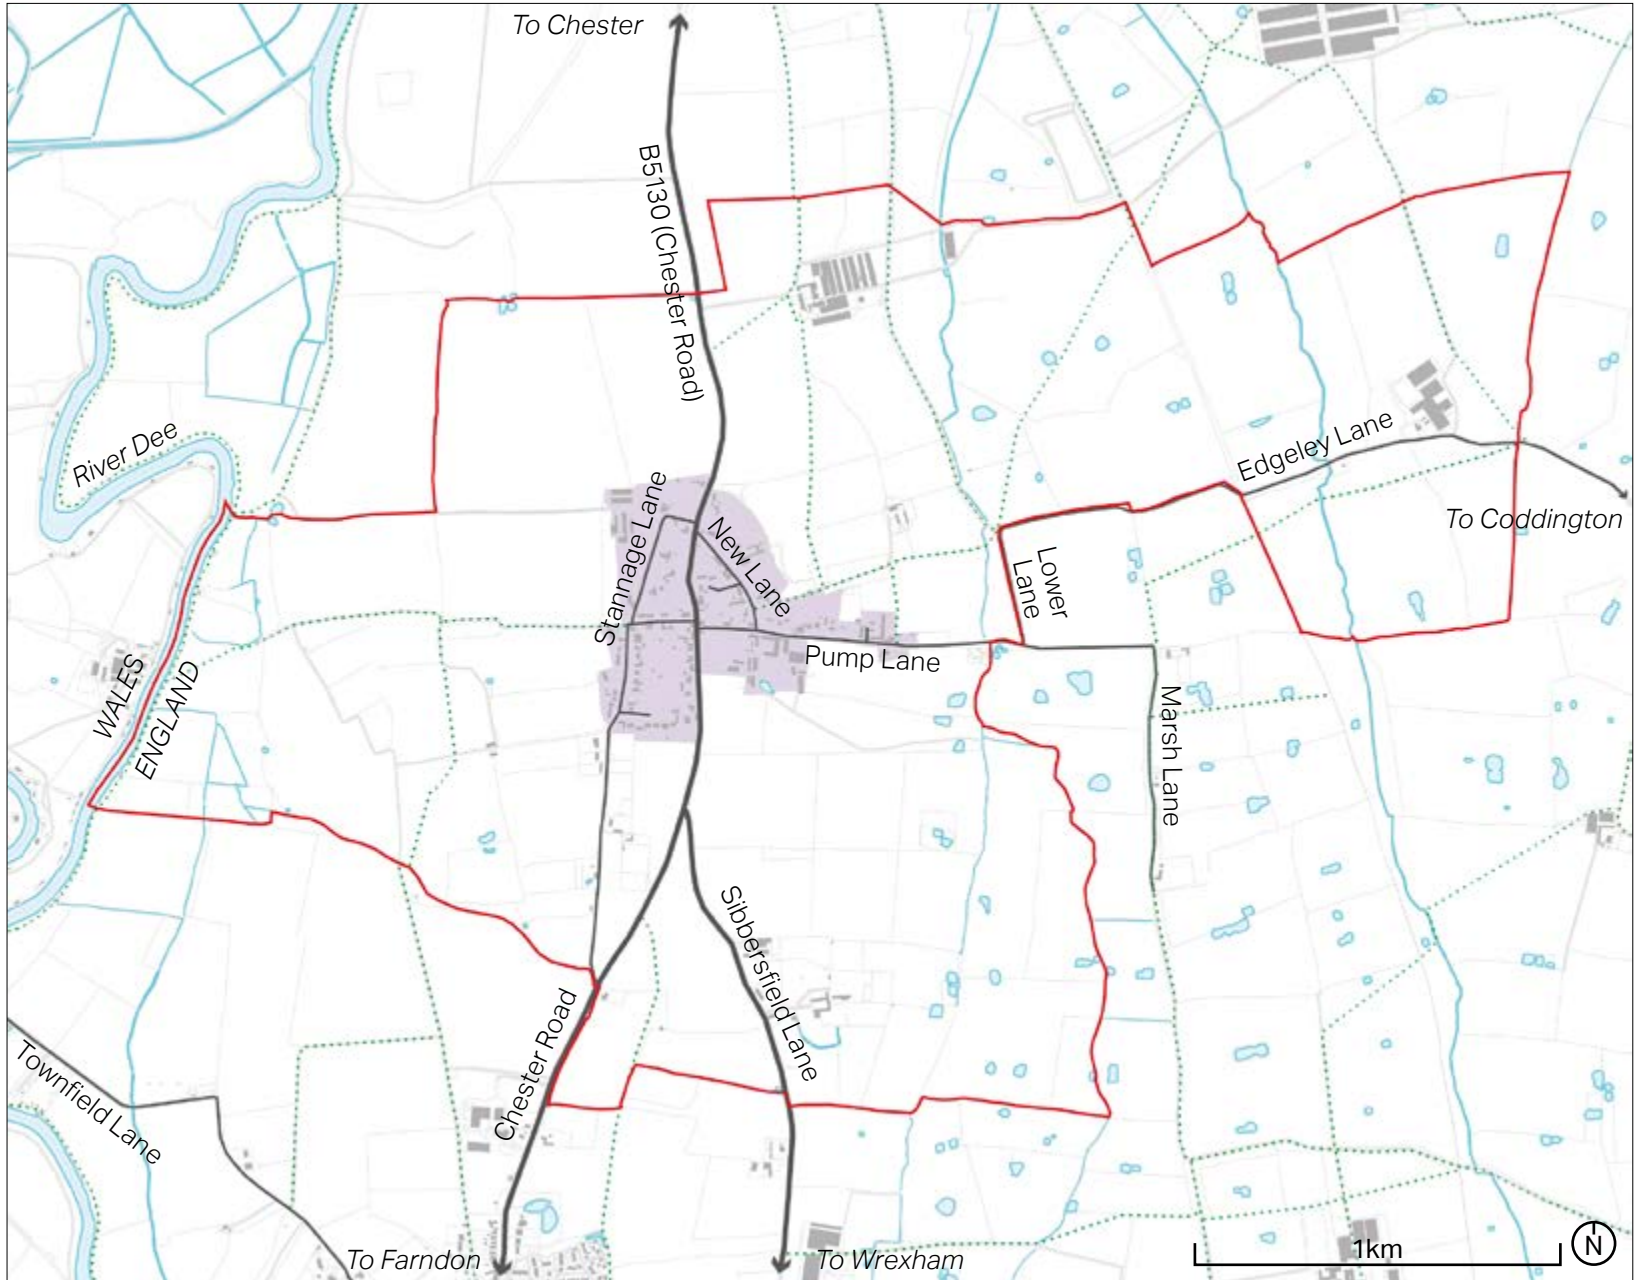 To Chester
B5130 (Chester Road)
River Dee
Edgeley Lane
To Coddington
Stannage Lane
New Lane
Lower
Lane
Pump Lane
WALES
ENGLAND
Marsh Lane
Sibbersfield Lane
Chester Road
Townfield Lane
To Farndon
To Wrexham
1km
N